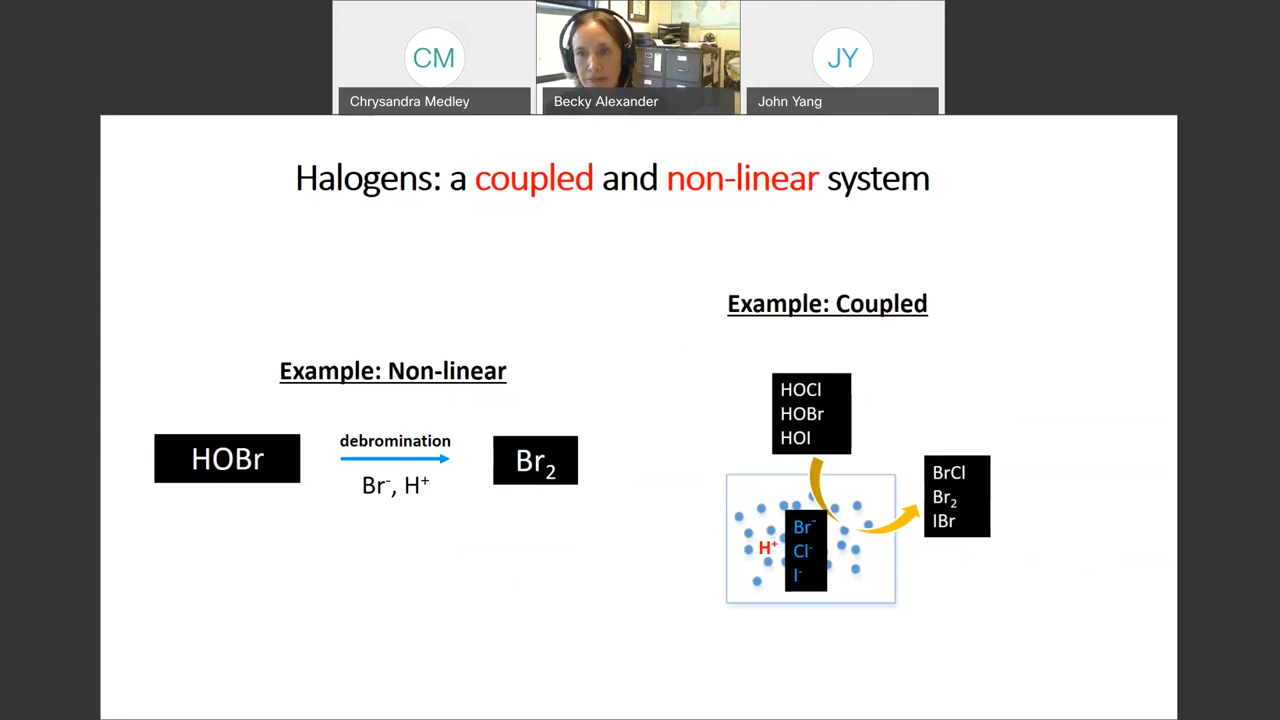 CM
JY
Chrysandra Medley
Becky Alexander
John Yang
Halogens: a coupled and non-linear system
Example: Non-linear
HOBr
debromination
Br⁻, H⁺
Br₂
Example: Coupled
HOCl
HOBr
HOI
H⁺
Br⁻
Cl⁻
I⁻
BrCl
Br₂
IBr